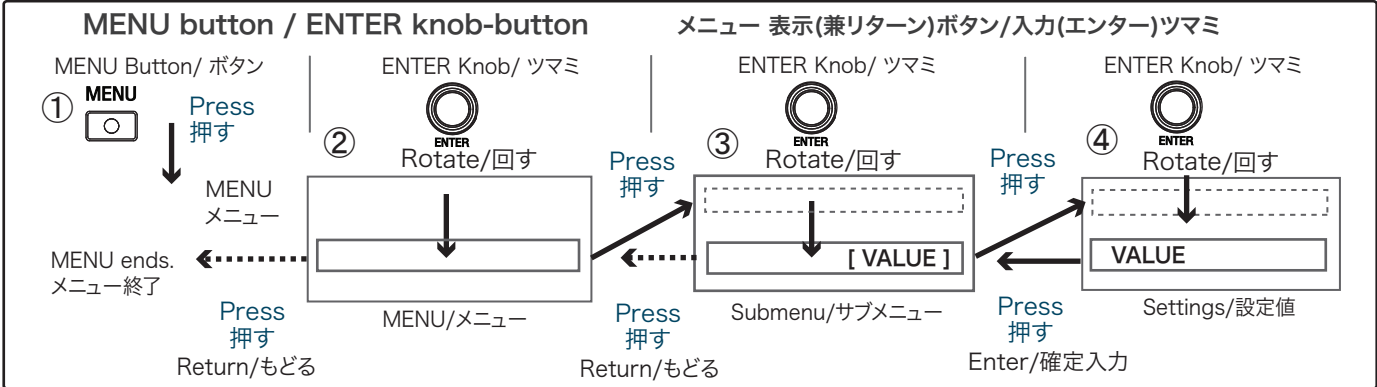 MENU button / ENTER knob-button メニュー 表示(兼リターン)ボタン/入力(エンター)ツマミ
MENU Button/ ボタン
① MENU
Press
押す
MENU
メニュー
MENU ends.
メニュー終了
Press
押す
Return/もどる
ENTER Knob/ ツマミ
ENTER
② Rotate/回す
MENU/メニュー
Press
押す
Press
押す
Return/もどる
ENTER Knob/ ツマミ
ENTER
③ Rotate/回す
[ VALUE ]
Submenu/サブメニュー
Press
押す
Press
押す
Enter/確定入力
ENTER Knob/ ツマミ
ENTER
④ Rotate/回す
VALUE
Settings/設定値